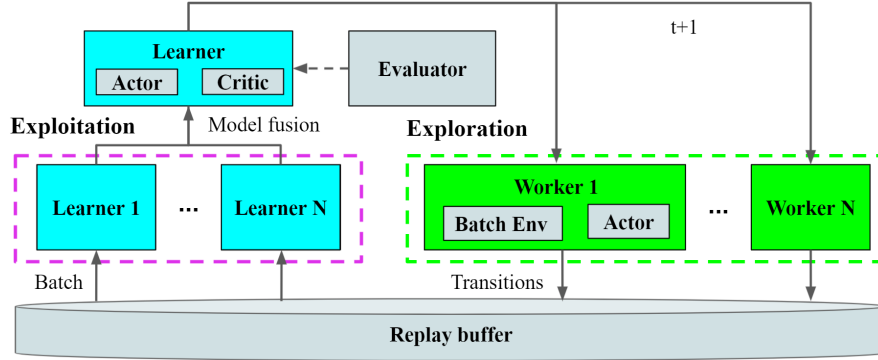 t+1
Learner
Actor
Critic
Evaluator
Exploitation
Model fusion
Exploration
Learner 1
...
Learner N
Worker 1
Batch Env
Actor
...
Worker N
Batch
Transitions
Replay buffer